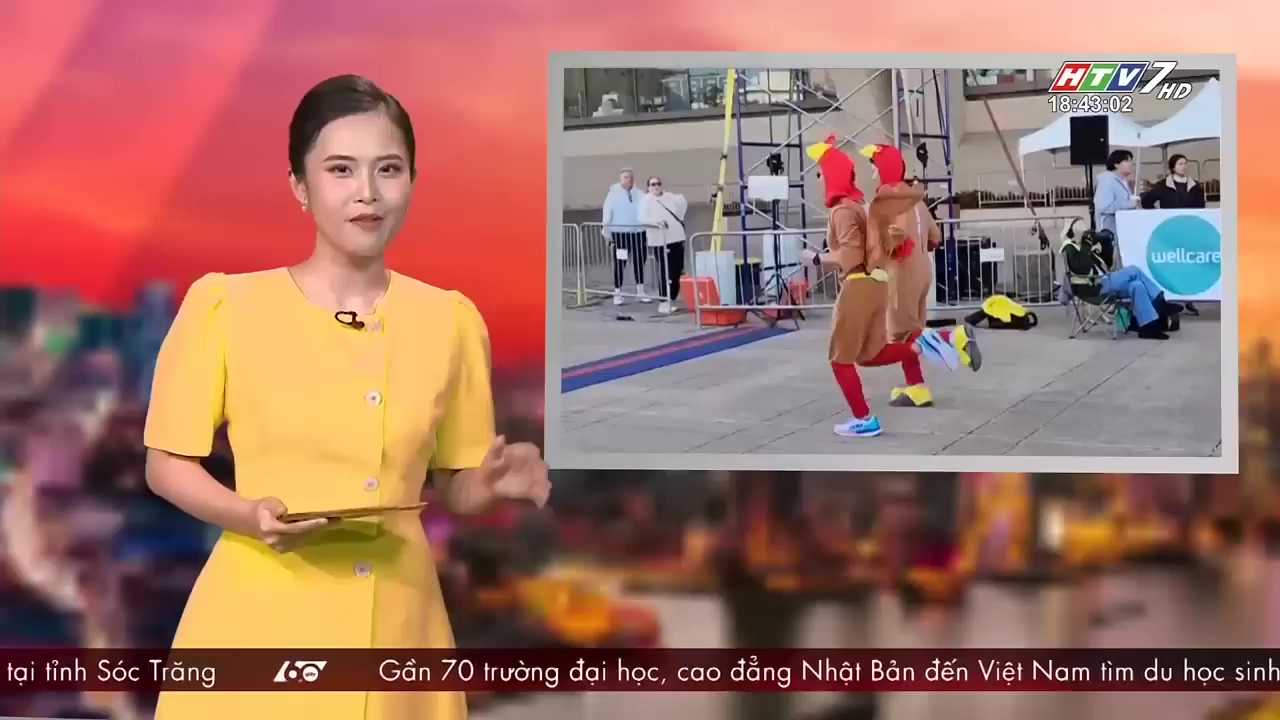 HTV7
HD
18:43:02
wellcare
tại tỉnh Sóc Trăng
60
Gần 70 trường đại học, cao đẳng Nhật Bản đến Việt Nam tìm du học sinh